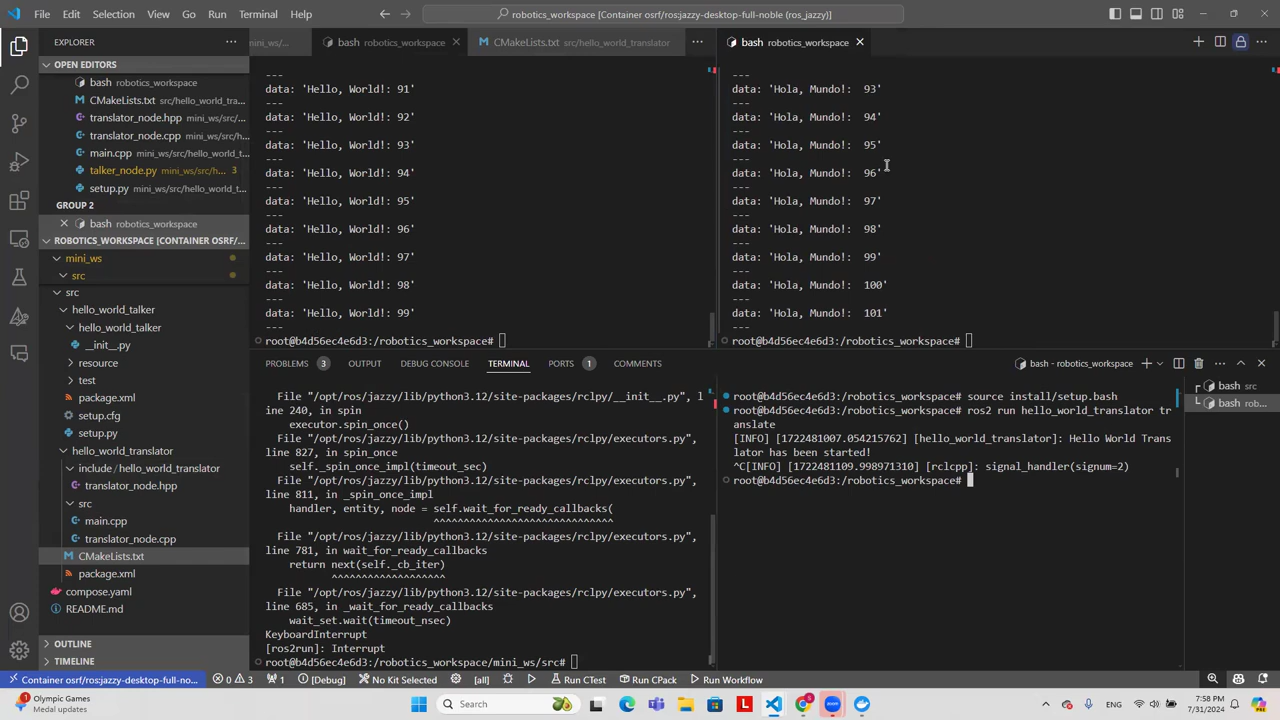 File Edit Selection View Go Run Terminal Help
robotics_workspace [Container osrf/ros:jazzy-desktop-full-noble (ros_jazzy)]
EXPLORER
OPEN EDITORS
bash robotics_workspace
CMakeLists.txt src/hello_world_tra...
translator_node.hpp mini_ws/src/...
translator_node.cpp mini_ws/src/...
main.cpp mini_ws/src/hello_world_t...
talker_node.py mini_ws/src/h... 3
setup.py mini_ws/src/hello_world_t...
GROUP 2
bash robotics_workspace
ROBOTICS_WORKSPACE [CONTAINER OSRF/...
mini_ws
src
src
hello_world_talker
hello_world_talker
__init__.py
resource
test
package.xml
setup.cfg
setup.py
hello_world_translator
include/hello_world_translator
translator_node.hpp
src
main.cpp
translator_node.cpp
CMakeLists.txt
package.xml
compose.yaml
README.md
OUTLINE
TIMELINE
mini_ws/... bash robotics_workspace CMakeLists.txt src/hello_world_translator
---
data: 'Hello, World!: 91'
---
data: 'Hello, World!: 92'
---
data: 'Hello, World!: 93'
---
data: 'Hello, World!: 94'
---
data: 'Hello, World!: 95'
---
data: 'Hello, World!: 96'
---
data: 'Hello, World!: 97'
---
data: 'Hello, World!: 98'
---
data: 'Hello, World!: 99'
---
root@b4d56ec4e6d3:/robotics_workspace#
bash robotics_workspace
---
data: 'Hola, Mundo!:  93'
---
data: 'Hola, Mundo!:  94'
---
data: 'Hola, Mundo!:  95'
---
data: 'Hola, Mundo!:  96'
---
data: 'Hola, Mundo!:  97'
---
data: 'Hola, Mundo!:  98'
---
data: 'Hola, Mundo!:  99'
---
data: 'Hola, Mundo!:  100'
---
data: 'Hola, Mundo!:  101'
---
root@b4d56ec4e6d3:/robotics_workspace#
PROBLEMS 3 OUTPUT DEBUG CONSOLE TERMINAL PORTS 1 COMMENTS
bash - robotics_workspace
File "/opt/ros/jazzy/lib/python3.12/site-packages/rclpy/__init__.py", l
ine 240, in spin
executor.spin_once()
File "/opt/ros/jazzy/lib/python3.12/site-packages/rclpy/executors.py",
line 827, in spin_once
self._spin_once_impl(timeout_sec)
File "/opt/ros/jazzy/lib/python3.12/site-packages/rclpy/executors.py",
line 811, in _spin_once_impl
handler, entity, node = self.wait_for_ready_callbacks(
^^^^^^^^^^^^^^^^^^^^^^^^^^^^^^
File "/opt/ros/jazzy/lib/python3.12/site-packages/rclpy/executors.py",
line 781, in wait_for_ready_callbacks
return next(self._cb_iter)
^^^^^^^^^^^^^^^^^^^
File "/opt/ros/jazzy/lib/python3.12/site-packages/rclpy/executors.py",
line 685, in _wait_for_ready_callbacks
wait_set.wait(timeout_nsec)
KeyboardInterrupt
[ros2run]: Interrupt
root@b4d56ec4e6d3:/robotics_workspace/mini_ws/src#
root@b4d56ec4e6d3:/robotics_workspace# source install/setup.bash
root@b4d56ec4e6d3:/robotics_workspace# ros2 run hello_world_translator tr
anslate
[INFO] [1722481007.054215762] [hello_world_translator]: Hello World Trans
lator has been started!
^C[INFO] [1722481109.998971310] [rclcpp]: signal_handler(signum=2)
root@b4d56ec4e6d3:/robotics_workspace#
bash src
bash rob...
Container osrf/ros:jazzy-desktop-full-no... 0 3 1 [Debug] No Kit Selected [all] Run CTest Run CPack Run Workflow
Olympic Games
Medal updates
Search
zoom
ENG
7:58 PM
7/31/2024